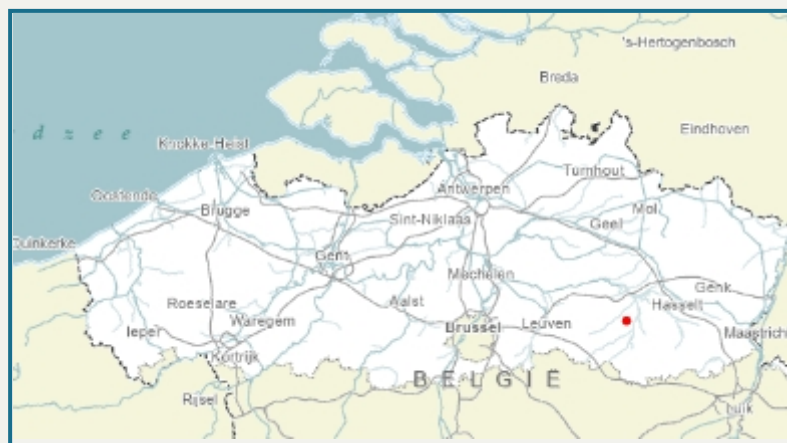 's-Hertogenbosch
Breda
Eindhoven
d z e e
Knokke-Heist
Turnhout
Antwerpen
Oostende
Brugge
Sint-Niklaas
Geel
Mol
Duinkerke
Gent
Mechelen
Genk
Roeselare
Aalst
Hasselt
Ieper
Waregem
Brussel
Leuven
Maastrich
Kortrijk
BELGIË
Rijsel
Luik